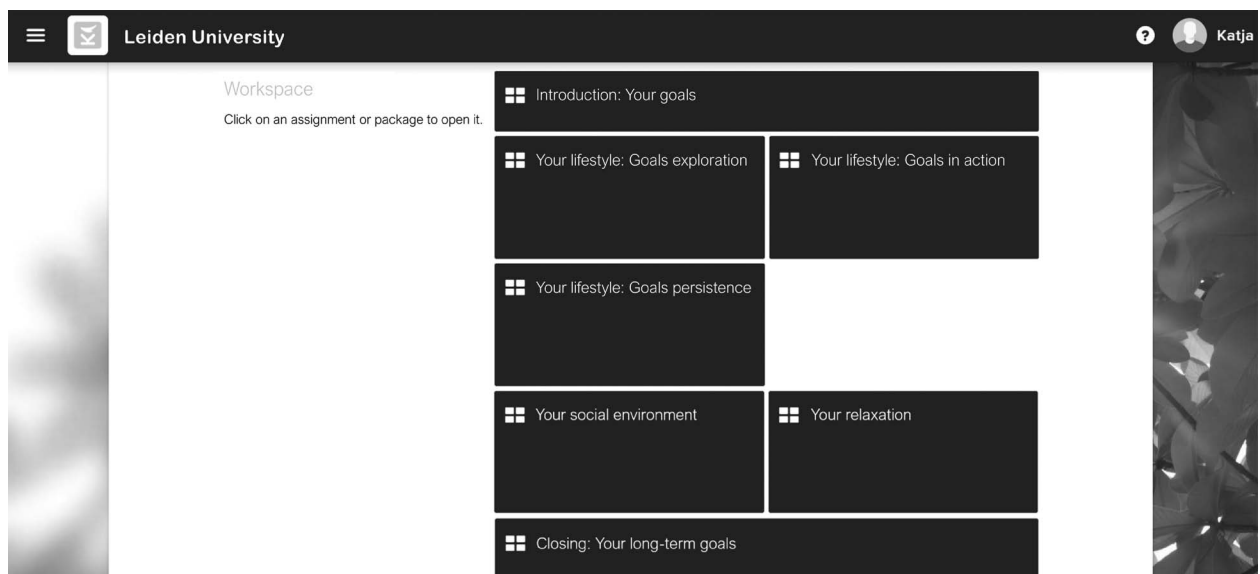 Leiden University
? Katja
Workspace
Click on an assignment or package to open it.
Introduction: Your goals
Your lifestyle: Goals exploration
Your lifestyle: Goals in action
Your lifestyle: Goals persistence
Your social environment
Your relaxation
Closing: Your long-term goals